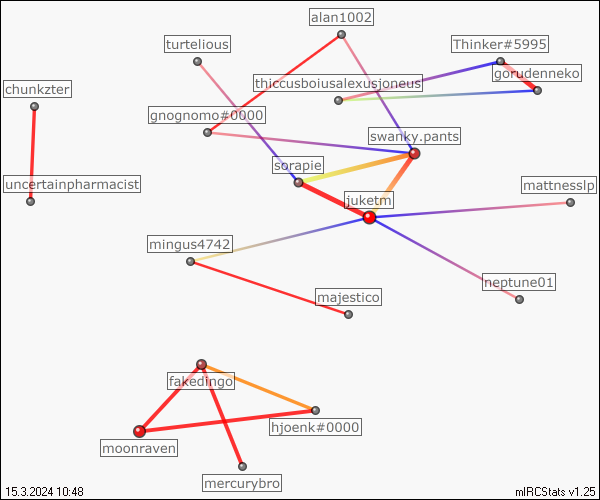 alan1002
turtelious
Thinker#5995
gorudenneko
chunkzter
thiccusboiusalexusjoneus
gnognomo#0000
swanky.pants
sorapie
uncertainpharmacist
mattnesslp
juketm
mingus4742
neptune01
majestico
fakedingo
hjoenk#0000
moonraven
mercurybro
15.3.2024 10:48
mIRCStats v1.25